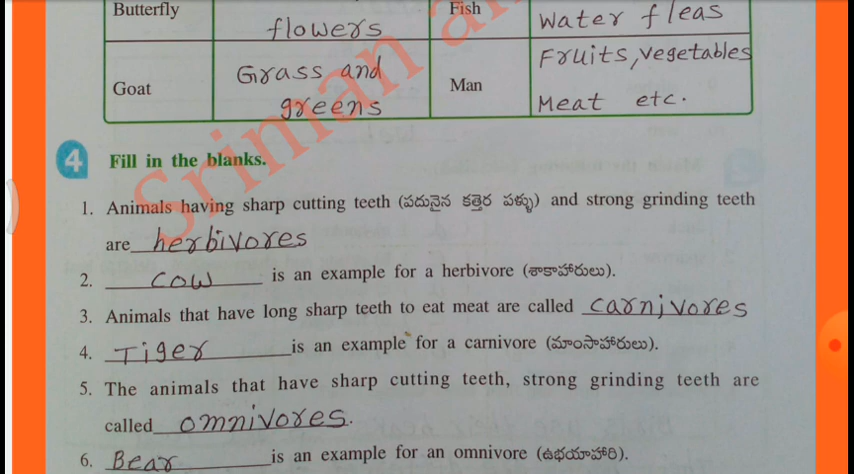 Butterfly
flowers
Fish
Water fleas
Goat
Grass and
greens
Man
Fruits, vegetables
Meat etc.
4 Fill in the blanks.
1. Animals having sharp cutting teeth (పదునైన కత్తెర పళ్ళు) and strong grinding teeth
are herbivores
2. cow is an example for a herbivore (శాకాహారులు).
3. Animals that have long sharp teeth to eat meat are called carnivores
4. Tiger is an example for a carnivore (మాంసాహారులు).
5. The animals that have sharp cutting teeth, strong grinding teeth are
called omnivores.
6. Bear is an example for an omnivore (ఉభయాహారి).